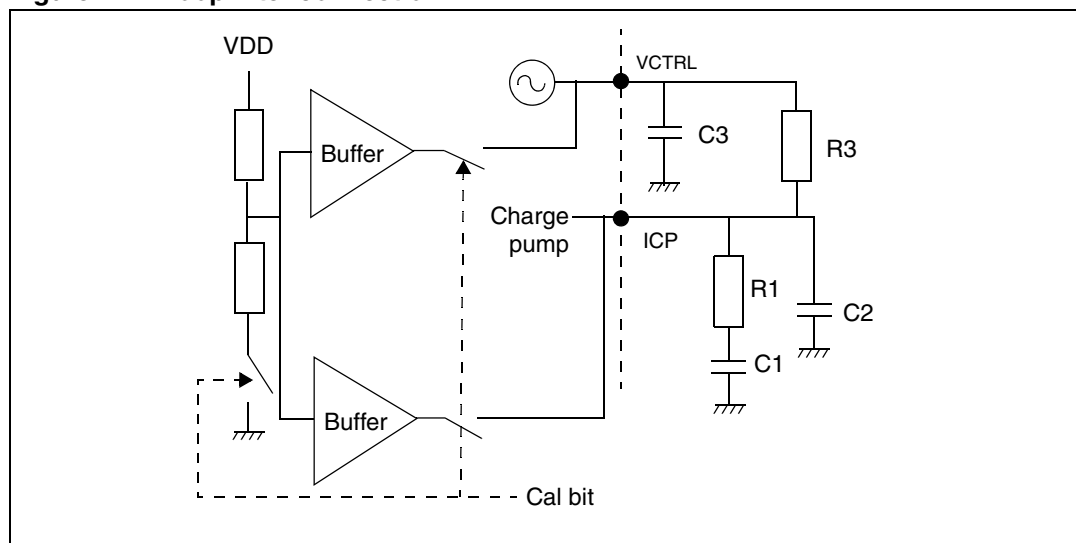 VDD
VCTRL
Buffer
C3
R3
Charge
pump
ICP
R1
C2
C1
Buffer
Cal bit